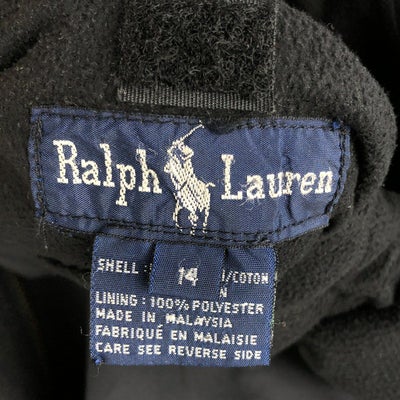 Ralph Lauren
14
SHELL: /COTON
N
LINING: 100% POLYESTER
MADE IN MALAYSIA
FABRIQUÉ EN MALAISIE
CARE SEE REVERSE SIDE